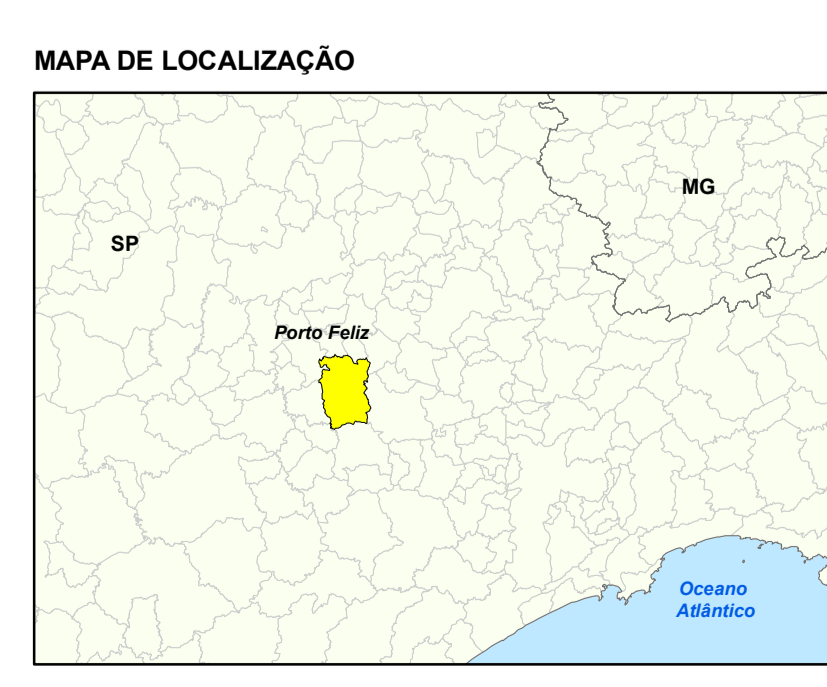 MAPA DE LOCALIZAÇÃO
MG
SP
Porto Feliz
Oceano
Atlântico